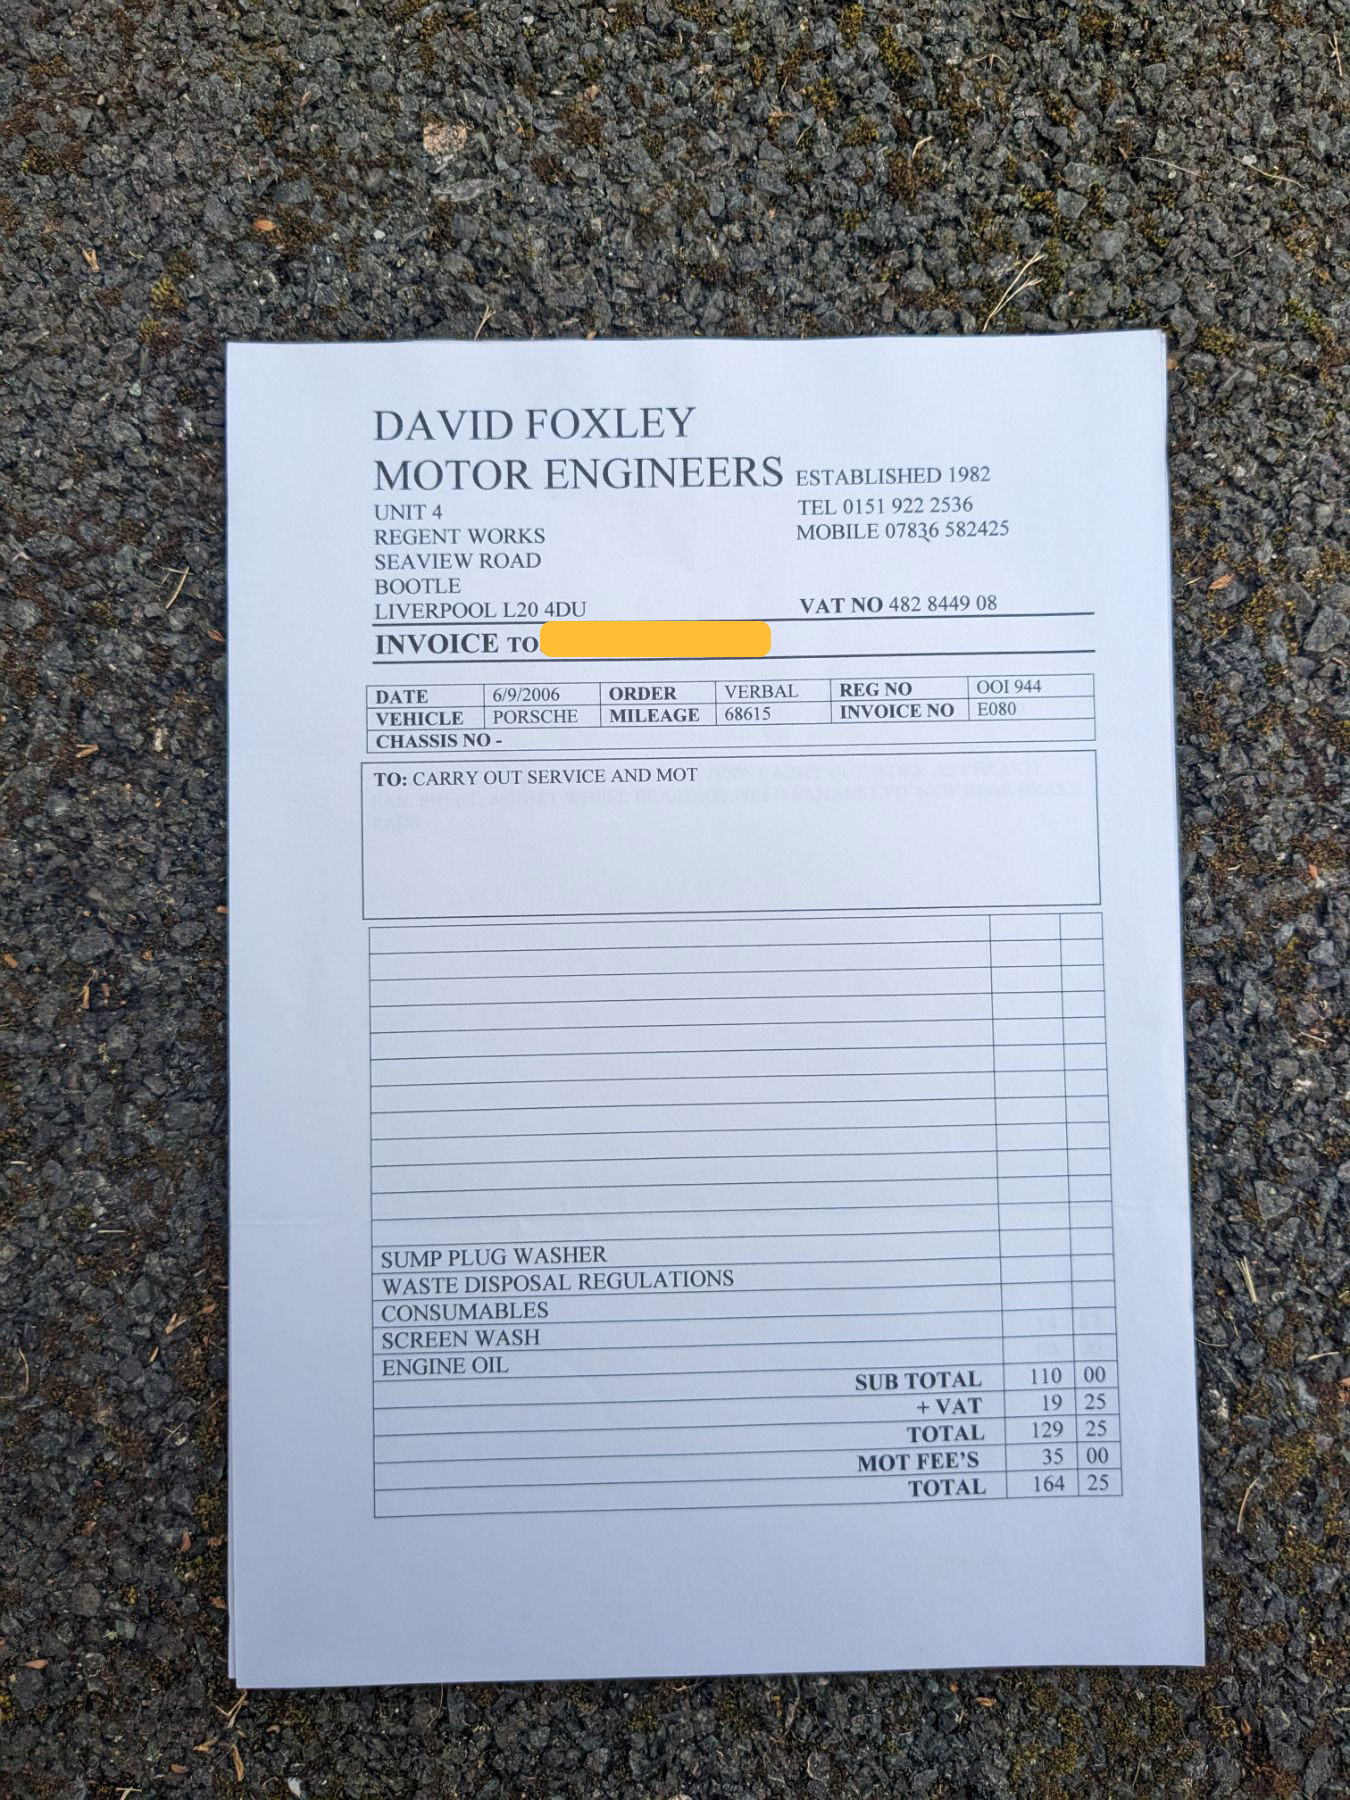 DAVID FOXLEY
MOTOR ENGINEERS ESTABLISHED 1982
UNIT 4 TEL 0151 922 2536
REGENT WORKS MOBILE 07836 582425
SEAVIEW ROAD
BOOTLE
LIVERPOOL L20 4DU VAT NO 482 8449 08
INVOICE TO
DATE 6/9/2006 ORDER VERBAL REG NO OOI 944
VEHICLE PORSCHE MILEAGE 68615 INVOICE NO E080
CHASSIS NO -
TO: CARRY OUT SERVICE AND MOT
SUMP PLUG WASHER
WASTE DISPOSAL REGULATIONS
CONSUMABLES
SCREEN WASH
ENGINE OIL
SUB TOTAL 110 00
+ VAT 19 25
TOTAL 129 25
MOT FEE'S 35 00
TOTAL 164 25